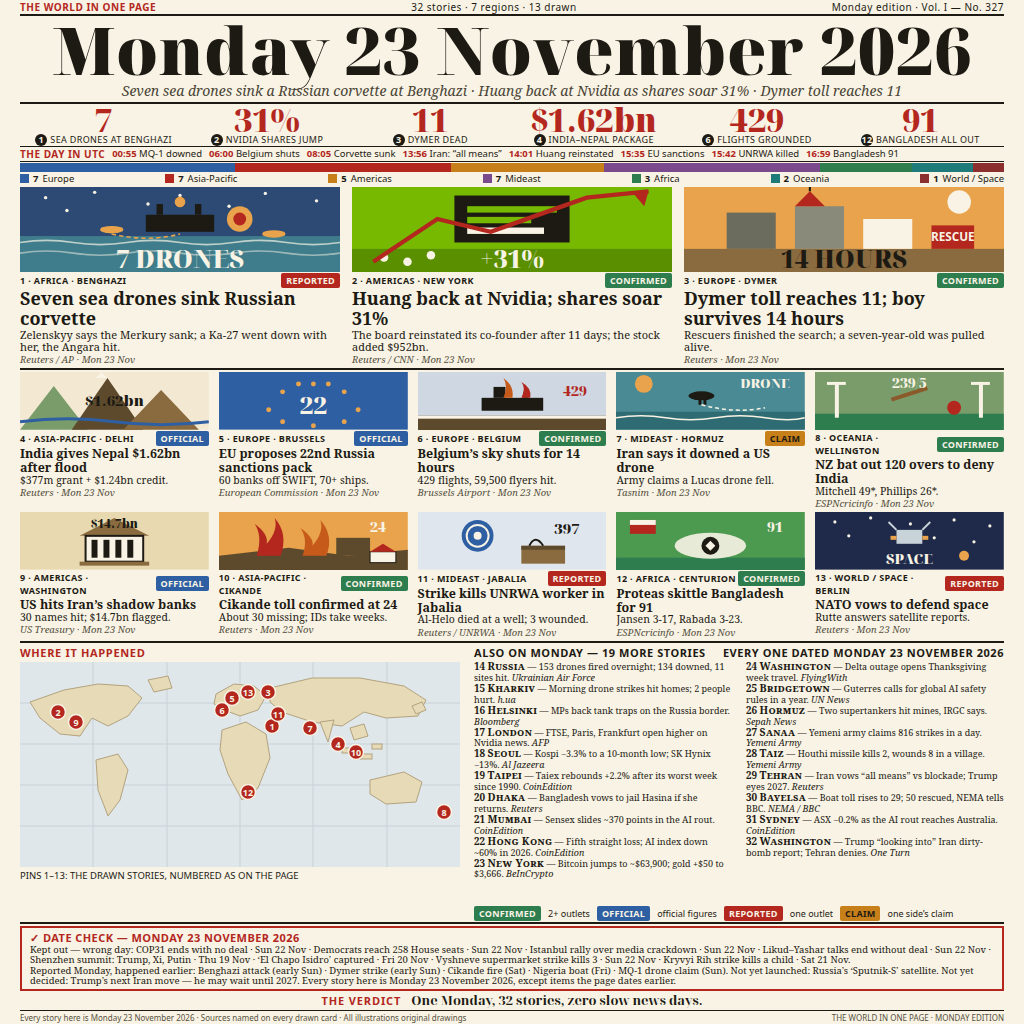 THE WORLD IN ONE PAGE
32 stories · 7 regions · 13 drawn
Monday edition · Vol. I — No. 327
Monday 23 November 2026
Seven sea drones sink a Russian corvette at Benghazi · Huang back at Nvidia as shares soar 31% · Dymer toll reaches 11
7
1 SEA DRONES AT BENGHAZI
31%
2 NVIDIA SHARES JUMP
11
3 DYMER DEAD
$1.62bn
4 INDIA–NEPAL PACKAGE
429
6 FLIGHTS GROUNDED
91
12 BANGLADESH ALL OUT
THE DAY IN UTC 00:55 MQ-1 downed 06:00 Belgium shuts 08:05 Corvette sunk 13:56 Iran: “all means” 14:01 Huang reinstated 15:35 EU sanctions 15:42 UNRWA killed 16:59 Bangladesh 91
7 Europe
7 Asia-Pacific
5 Americas
7 Mideast
3 Africa
2 Oceania
1 World / Space
7 DRONES
1 · AFRICA · BENGHAZI
REPORTED
Seven sea drones sink Russian
corvette
Zelenskyy says the Merkury sank; a Ka-27 went down with
her, the Angara hit.
Reuters / AP · Mon 23 Nov
+31%
2 · AMERICAS · NEW YORK
CONFIRMED
Huang back at Nvidia; shares soar
31%
The board reinstated its co-founder after 11 days; the stock
added $952bn.
Reuters / CNN · Mon 23 Nov
RESCUE
14 HOURS
3 · EUROPE · DYMER
CONFIRMED
Dymer toll reaches 11; boy
survives 14 hours
Rescuers finished the search; a seven-year-old was pulled
alive.
Reuters · Mon 23 Nov
$1.62bn
4 · ASIA-PACIFIC · DELHI
OFFICIAL
India gives Nepal $1.62bn
after flood
$377m grant + $1.24bn credit.
Reuters · Mon 23 Nov
22
5 · EUROPE · BRUSSELS
OFFICIAL
EU proposes 22nd Russia
sanctions pack
60 banks off SWIFT, 70+ ships.
European Commission · Mon 23 Nov
429
6 · EUROPE · BELGIUM
CONFIRMED
Belgium’s sky shuts for 14
hours
429 flights, 59,500 flyers hit.
Brussels Airport · Mon 23 Nov
DRONE
7 · MIDEAST · HORMUZ
CLAIM
Iran says it downed a US
drone
Army claims a Lucas drone fell.
Tasnim · Mon 23 Nov
239 5
8 · OCEANIA ·
WELLINGTON
CONFIRMED
NZ bat out 120 overs to deny
India
Mitchell 49*, Phillips 26*.
ESPNcricinfo · Mon 23 Nov
$14.7bn
9 · AMERICAS ·
WASHINGTON
OFFICIAL
US hits Iran’s shadow banks
30 names hit; $14.7bn flagged.
US Treasury · Mon 23 Nov
24
10 · ASIA-PACIFIC ·
CIKANDE
CONFIRMED
Cikande toll confirmed at 24
About 30 missing; IDs take weeks.
Reuters · Mon 23 Nov
397
11 · MIDEAST · JABALIA
REPORTED
Strike kills UNRWA worker in
Jabalia
Al-Helo died at a well; 3 wounded.
Reuters / UNRWA · Mon 23 Nov
91
12 · AFRICA · CENTURION
CONFIRMED
Proteas skittle Bangladesh
for 91
Jansen 3-17, Rabada 3-23.
ESPNcricinfo · Mon 23 Nov
SPACE
13 · WORLD / SPACE ·
BERLIN
REPORTED
NATO vows to defend space
Rutte answers satellite reports.
Reuters · Mon 23 Nov
WHERE IT HAPPENED
2
9
6
5
13
3
11
1
7
4
10
12
8
PINS 1–13: THE DRAWN STORIES, NUMBERED AS ON THE PAGE
ALSO ON MONDAY — 19 MORE STORIES
EVERY ONE DATED MONDAY 23 NOVEMBER 2026
14 RUSSIA — 153 drones fired overnight; 134 downed, 11
sites hit. Ukrainian Air Force
15 KHARKIV — Morning drone strikes hit homes; 2 people
hurt. h.ua
16 HELSINKI — MPs back tank traps on the Russia border.
Bloomberg
17 LONDON — FTSE, Paris, Frankfurt open higher on
Nvidia news. AFP
18 SEOUL — Kospi –3.3% to a 10-month low; SK Hynix
–13%. Al Jazeera
19 TAIPEI — Taiex rebounds +2.2% after its worst week
since 1990. CoinEdition
20 DHAKA — Bangladesh vows to jail Hasina if she
returns. Reuters
21 MUMBAI — Sensex slides ~370 points in the AI rout.
CoinEdition
22 HONG KONG — Fifth straight loss; AI index down
~60% in 2026. CoinEdition
23 NEW YORK — Bitcoin jumps to ~$63,900; gold +$50 to
$3,666. BeInCrypto
24 WASHINGTON — Delta outage opens Thanksgiving
week travel. FlyingWith
25 BRIDGETOWN — Guterres calls for global AI safety
rules in a year. UN News
26 HORMUZ — Two supertankers hit mines, IRGC says.
Sepah News
27 SANAA — Yemeni army claims 816 strikes in a day.
Yemeni Army
28 TAIZ — Houthi missile kills 2, wounds 8 in a village.
Yemeni Army
29 TEHRAN — Iran vows “all means” vs blockade; Trump
eyes 2027. Reuters
30 BAYELSA — Boat toll rises to 29; 50 rescued, NEMA tells
BBC. NEMA / BBC
31 SYDNEY — ASX –0.2% as the AI rout reaches Australia.
CoinEdition
32 WASHINGTON — Trump “looking into” Iran dirty-
bomb report; Tehran denies. One Turn
CONFIRMED 2+ outlets OFFICIAL official figures REPORTED one outlet CLAIM one side’s claim
✓ DATE CHECK — MONDAY 23 NOVEMBER 2026
Kept out — wrong day: COP31 ends with no deal · Sun 22 Nov · Democrats reach 258 House seats · Sun 22 Nov · Istanbul rally over media crackdown · Sun 22 Nov · Likud–Yashar talks end without deal · Sun 22 Nov ·
Shenzhen summit: Trump, Xi, Putin · Thu 19 Nov · ‘El Chapo Isidro’ captured · Fri 20 Nov · Vyshneve supermarket strike kills 3 · Sun 22 Nov · Kryvyi Rih strike kills a child · Sat 21 Nov.
Reported Monday, happened earlier: Benghazi attack (early Sun) · Dymer strike (early Sun) · Cikande fire (Sat) · Nigeria boat (Fri) · MQ-1 drone claim (Sun). Not yet launched: Russia’s ‘Sputnik-S’ satellite. Not yet
decided: Trump’s next Iran move — he may wait until 2027. Every story here is Monday 23 November 2026, except items the page dates earlier.
THE VERDICT One Monday, 32 stories, zero slow news days.
Every story here is Monday 23 November 2026 · Sources named on every drawn card · All illustrations original drawings
THE WORLD IN ONE PAGE · MONDAY EDITION